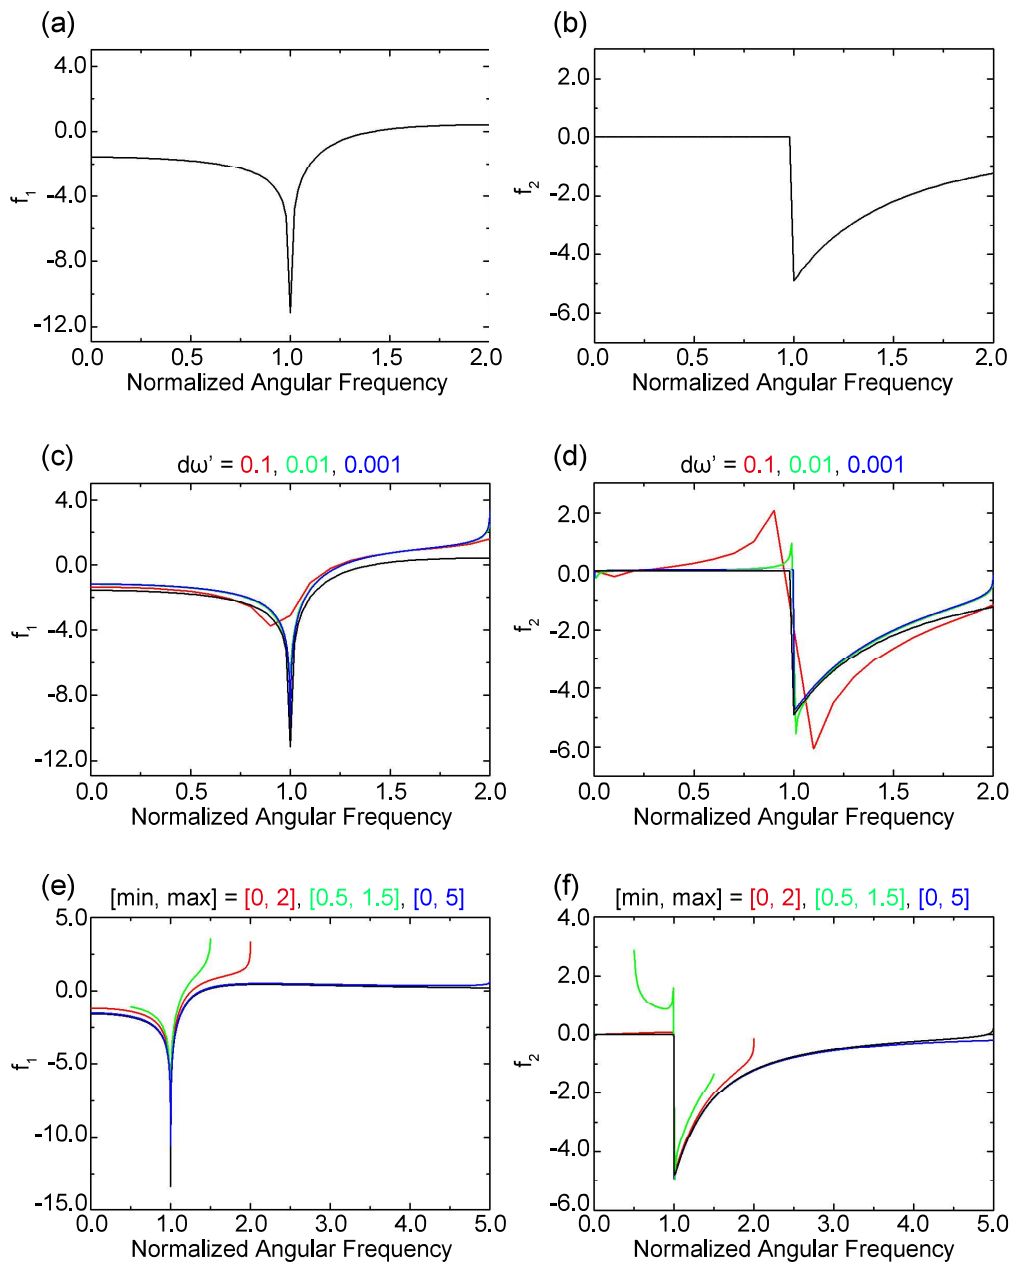 (a)
4.0
0.0
-4.0
-8.0
-12.0
f1
0.0 0.5 1.0 1.5 2.0
Normalized Angular Frequency
(b)
2.0
0.0
-2.0
-4.0
-6.0
f2
0.0 0.5 1.0 1.5 2.0
Normalized Angular Frequency
(c)
dω' = 0.1, 0.01, 0.001
4.0
0.0
-4.0
-8.0
-12.0
f1
0.0 0.5 1.0 1.5 2.0
Normalized Angular Frequency
(d)
dω' = 0.1, 0.01, 0.001
2.0
0.0
-2.0
-4.0
-6.0
f2
0.0 0.5 1.0 1.5 2.0
Normalized Angular Frequency
(e)
[min, max] = [0, 2], [0.5, 1.5], [0, 5]
5.0
0.0
-5.0
-10.0
-15.0
f1
0.0 1.0 2.0 3.0 4.0 5.0
Normalized Angular Frequency
(f)
[min, max] = [0, 2], [0.5, 1.5], [0, 5]
4.0
2.0
0.0
-2.0
-4.0
-6.0
f2
0.0 1.0 2.0 3.0 4.0 5.0
Normalized Angular Frequency